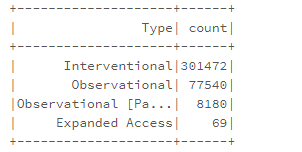 +--------------------+------+
|                Type| count|
+--------------------+------+
|      Interventional|301472|
|       Observational| 77540|
|Observational [Pa...|  8180|
|     Expanded Access|    69|
+--------------------+------+